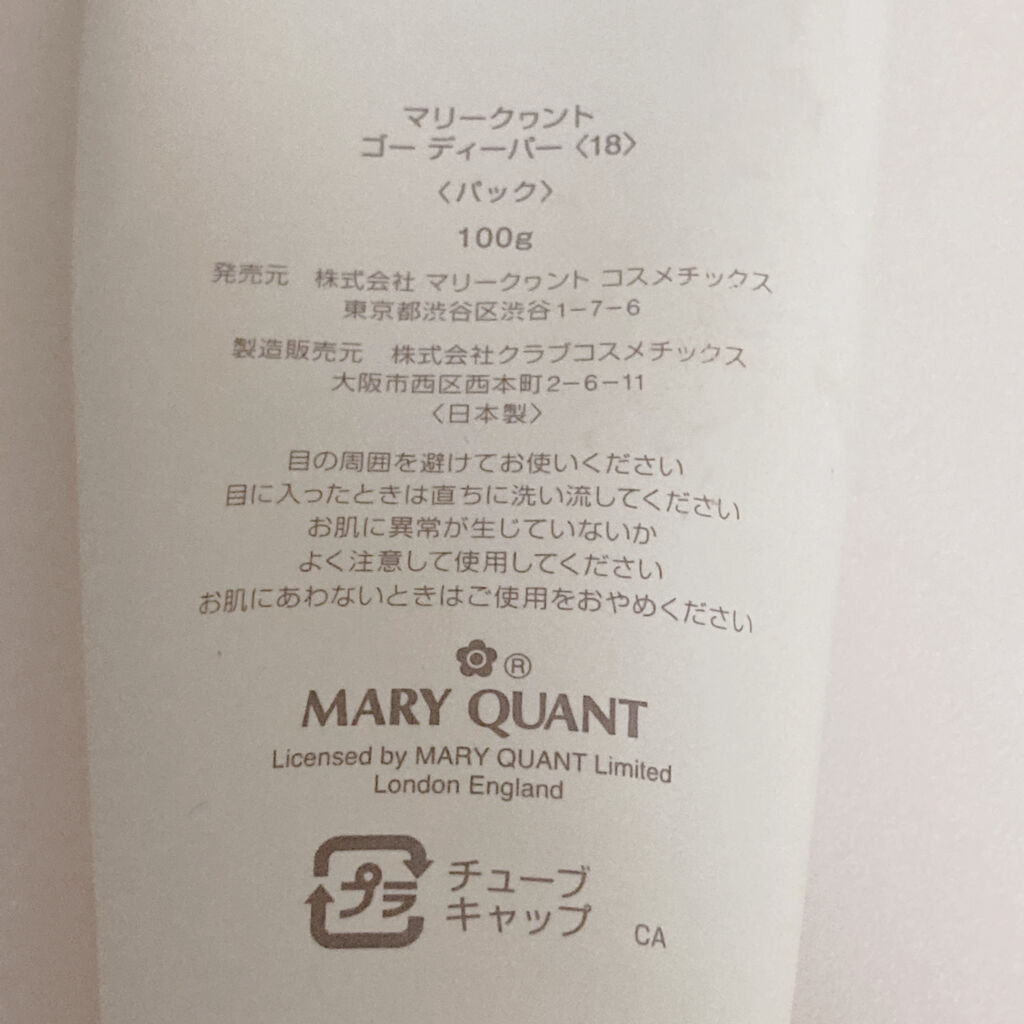 マリークヮント
ゴー ディーパー〈18〉
〈パック〉
100g
発売元 株式会社 マリークヮント コスメチックス
東京都渋谷区渋谷1-7-6
製造販売元 株式会社クラブコスメチックス
大阪市西区西本町2-6-11
〈日本製〉
目の周囲を避けてお使いください
目に入ったときは直ちに洗い流してください
お肌に異常が生じていないか
よく注意して使用してください
お肌にあわないときはご使用をおやめください
®
MARY QUANT
Licensed by MARY QUANT Limited
London England
プラ チューブ
キャップ
CA